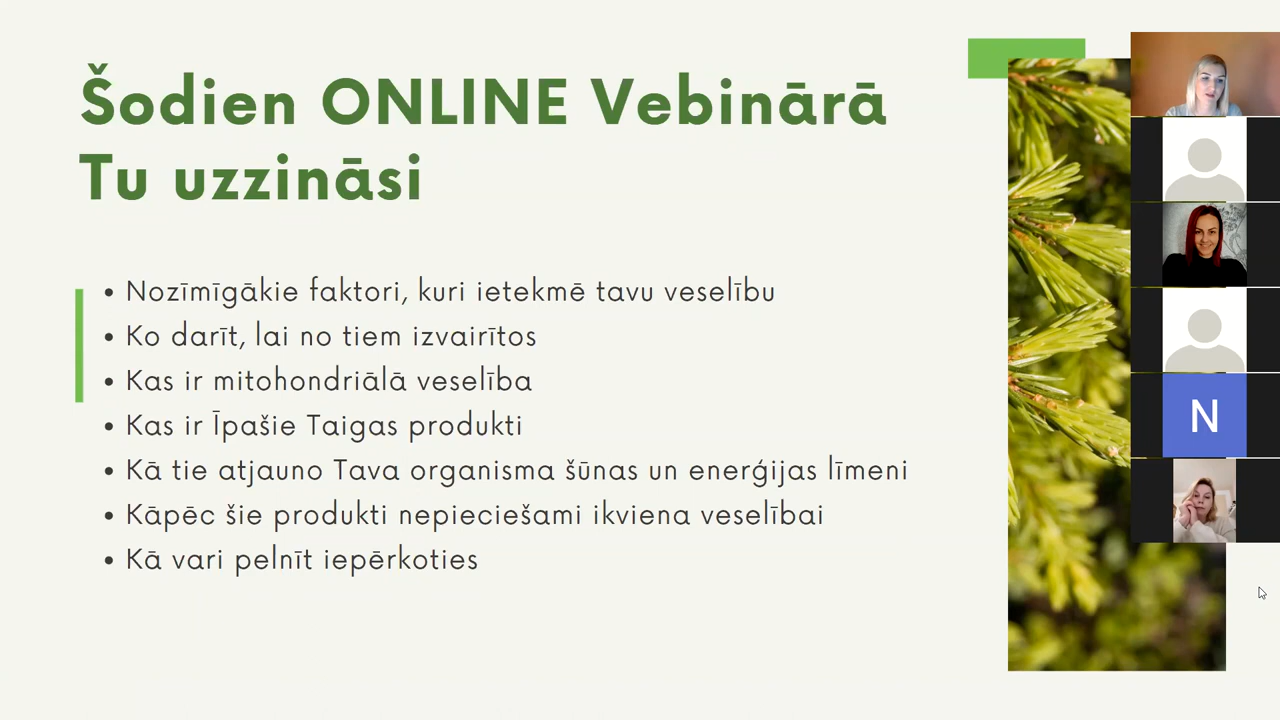 Šodien ONLINE Vebinārā
Tu uzzināsi
• Nozīmīgākie faktori, kuri ietekmē tavu veselību
• Ko darīt, lai no tiem izvairītos
• Kas ir mitohondriālā veselība
• Kas ir Īpašie Taigas produkti
• Kā tie atjauno Tava organisma šūnas un enerģijas līmeni
• Kāpēc šie produkti nepieciešami ikviena veselībai
• Kā vari pelnīt iepērkoties
N